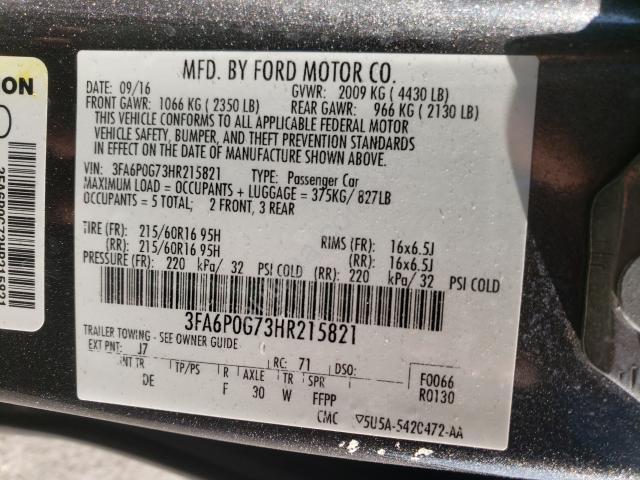 MFD. BY FORD MOTOR CO.
DATE: 09/16 GVWR: 2009 KG ( 4430 LB)
FRONT GAWR: 1066 KG ( 2350 LB) REAR GAWR: 966 KG ( 2130 LB)
THIS VEHICLE CONFORMS TO ALL APPLICABLE FEDERAL MOTOR
VEHICLE SAFETY, BUMPER, AND THEFT PREVENTION STANDARDS
IN EFFECT ON THE DATE OF MANUFACTURE SHOWN ABOVE.
VIN: 3FA6P0G73HR215821 TYPE: Passenger Car
MAXIMUM LOAD = OCCUPANTS + LUGGAGE = 375KG/ 827LB
OCCUPANTS = 5 TOTAL; 2 FRONT, 3 REAR
TIRE (FR): 215/60R16 95H RIMS (FR): 16x6.5J
(RR): 215/60R16 95H (RR): 16x6.5J
PRESSURE (FR): 220 kPa/ 32 PSI COLD (RR): 220 kPa/ 32 PSI COLD
3FA6P0G73HR215821
TRAILER TOWING - SEE OWNER GUIDE
EXT PNT: J7 RC: 71 DSO: F0066
INT TR TP/PS R AXLE TR SPR R0130
DE F 30 W FFPP
CMC ▽5U5A-5420472-AA
ION
3FA6P0G73HR215821